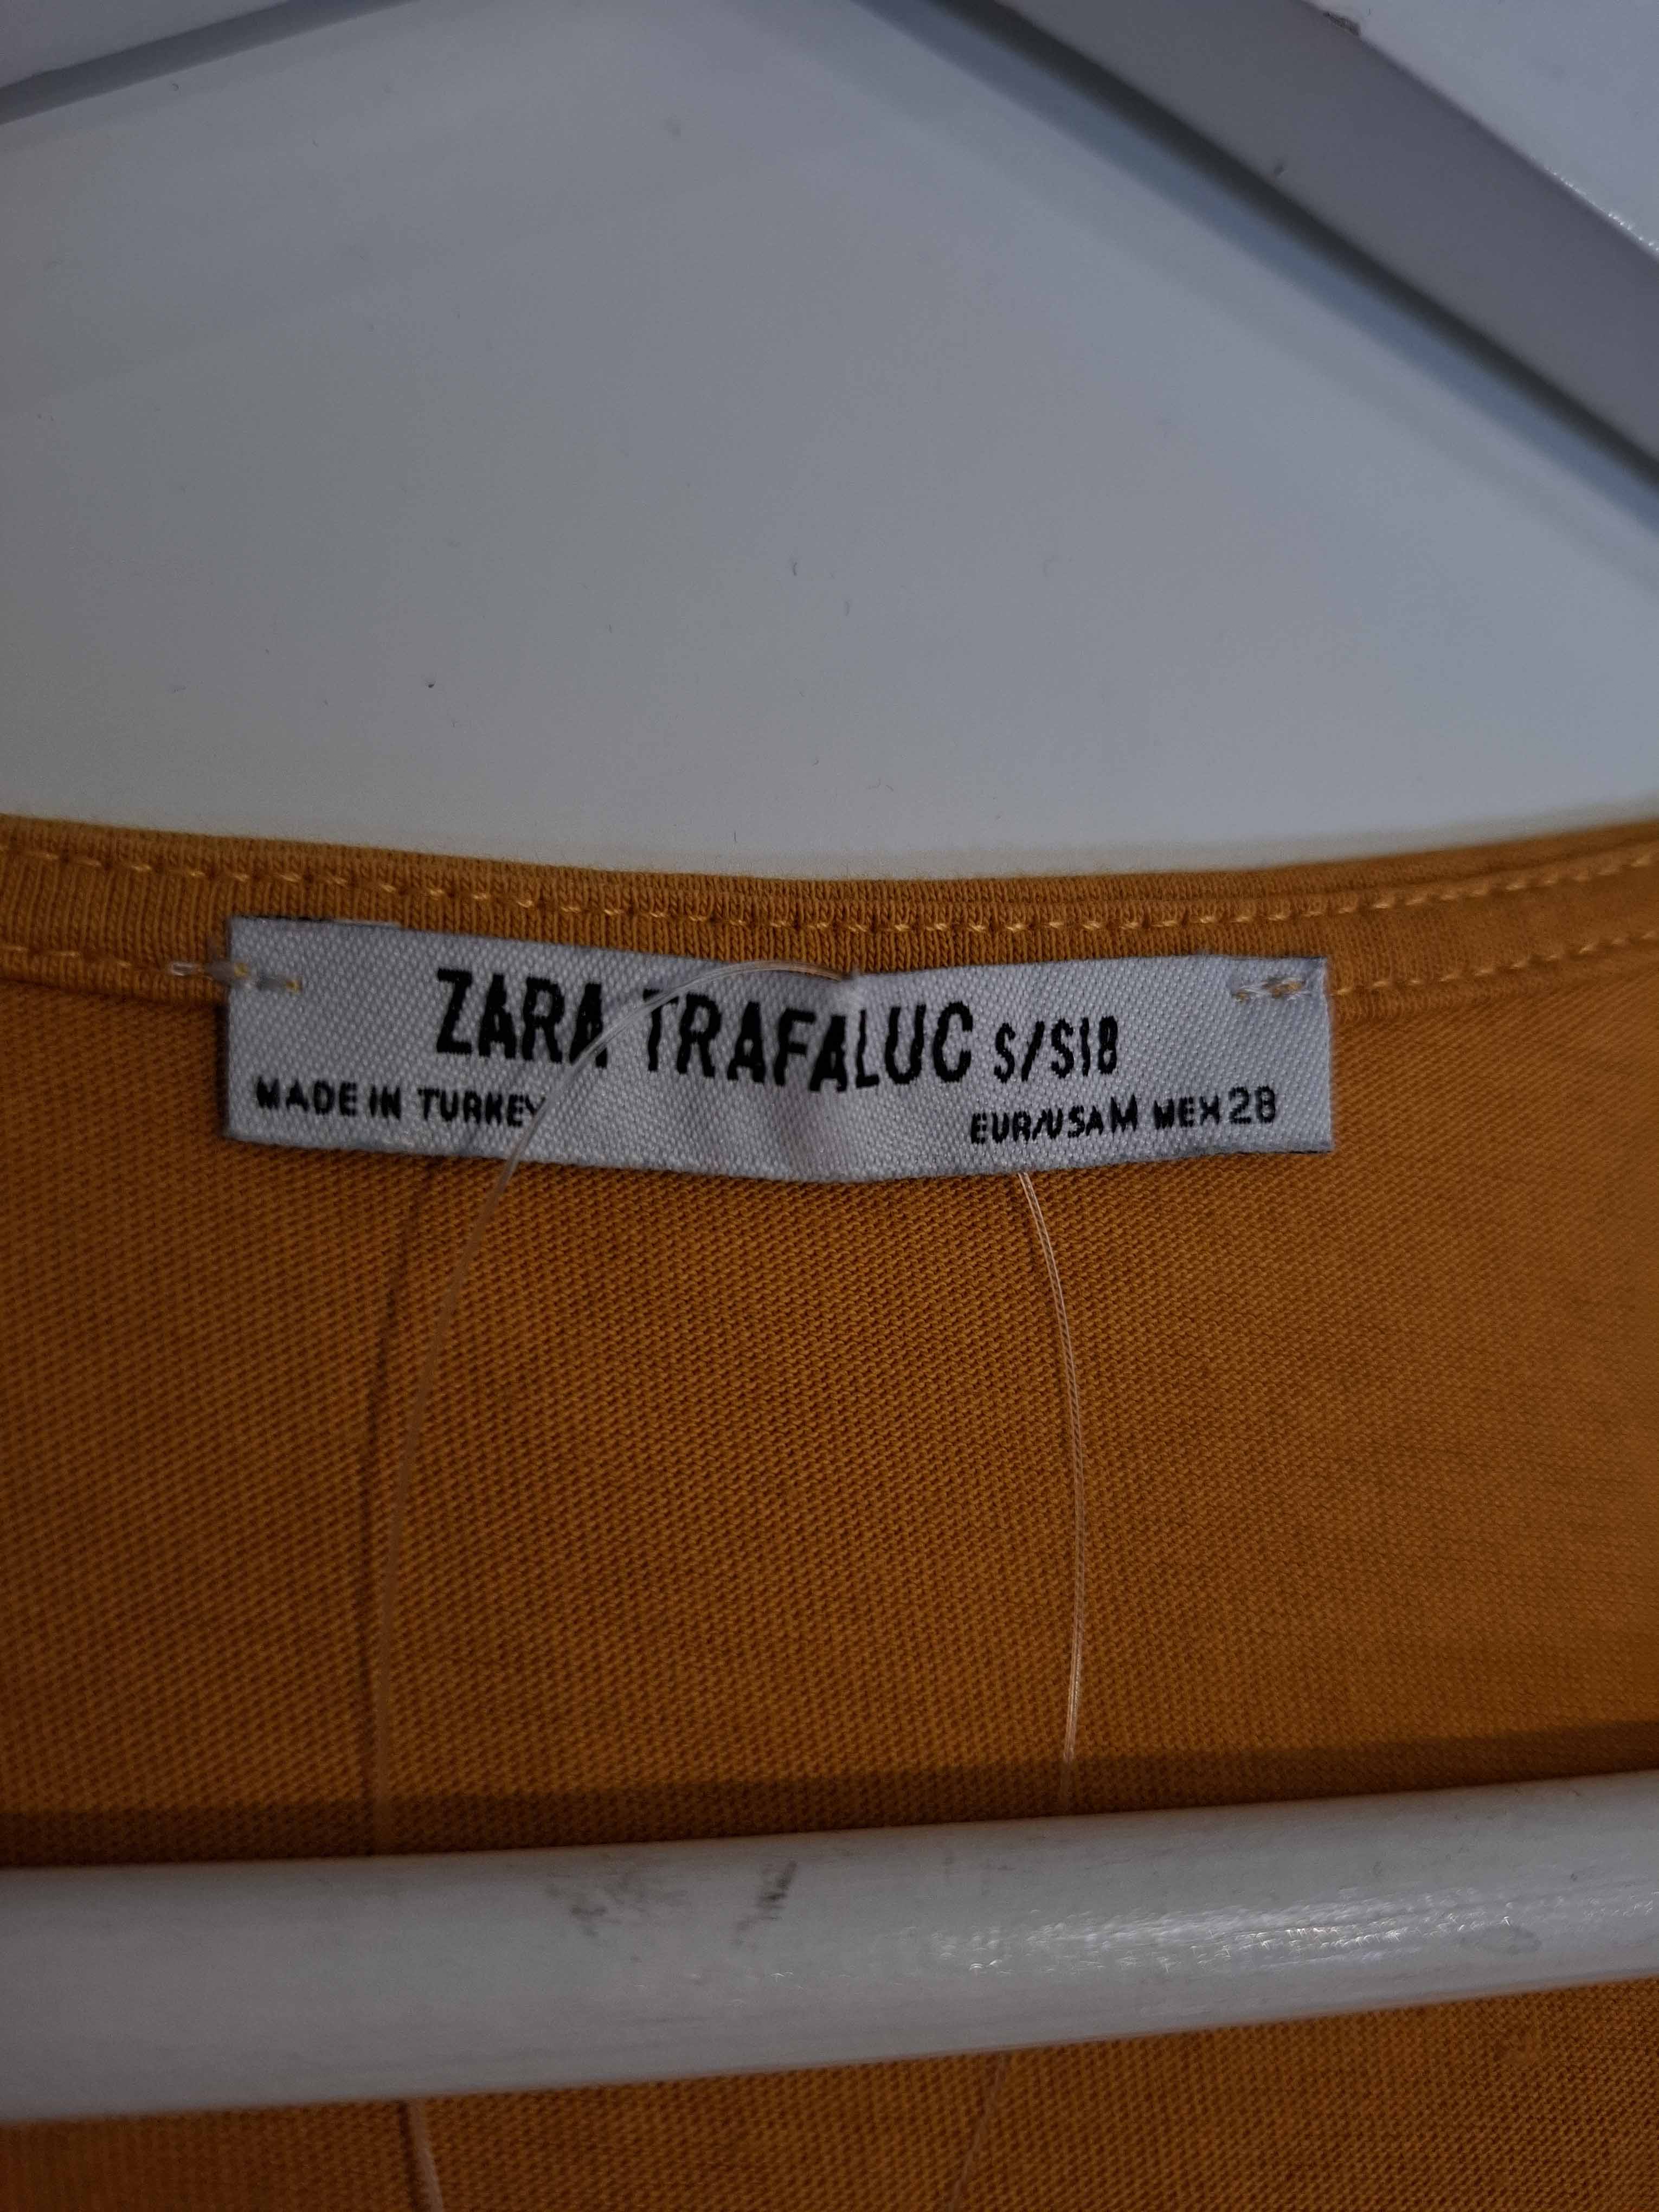 ZARA TRAFALUC S/S18
MADE IN TURKEY EUR/USA M MEX 28